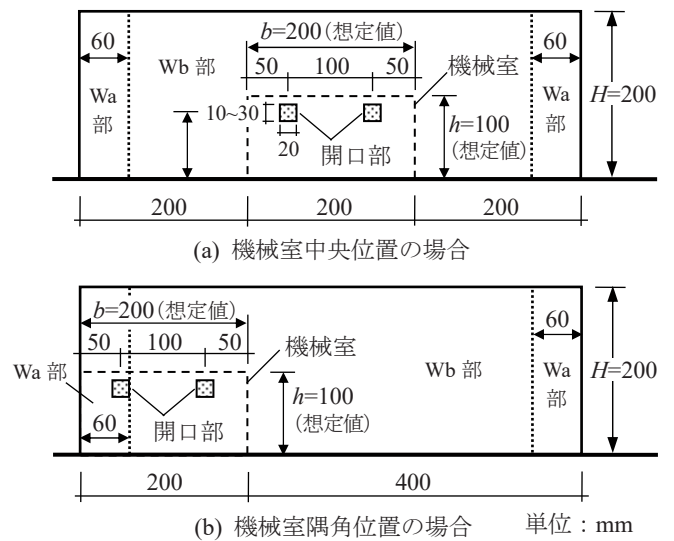 b=200(想定値)
60
Wb 部
50
100
50
機械室
60
Wa
部
10~30
20
開口部
h=100
(想定値)
Wa
部
H=200
200
200
200
(a) 機械室中央位置の場合
b=200(想定値)
50
100
50
機械室
60
Wa 部
Wb 部
Wa
部
H=200
60
開口部
h=100
(想定値)
200
400
(b) 機械室隅角位置の場合 単位:mm